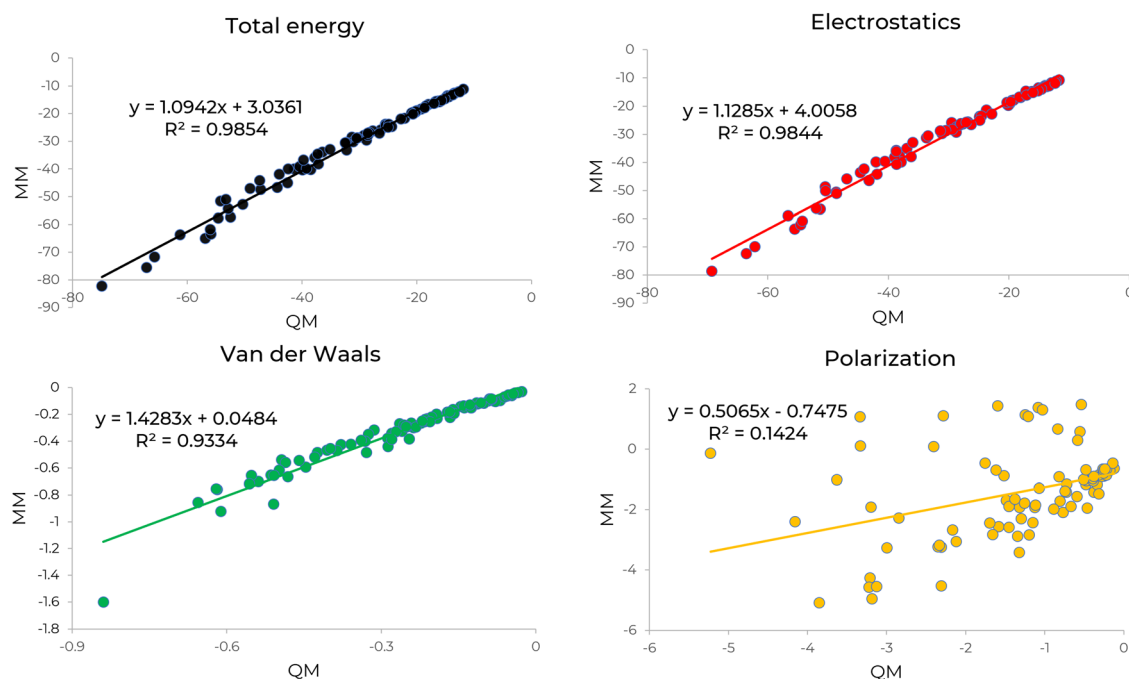 Total energy
0
-10
-20
-30
-40
-50
-60
-70
-80
-90
y = 1.0942x + 3.0361
R² = 0.9854
MM
-80
-60
-40
-20
0
QM
Electrostatics
0
-10
-20
-30
-40
-50
-60
-70
-80
-90
y = 1.1285x + 4.0058
R² = 0.9844
MM
-80
-60
-40
-20
0
QM
Van der Waals
0
-0.2
-0.4
-0.6
-0.8
-1
-1.2
-1.4
-1.6
-1.8
y = 1.4283x + 0.0484
R² = 0.9334
MM
-0.9
-0.6
-0.3
0
QM
Polarization
2
0
-2
-4
-6
y = 0.5065x - 0.7475
R² = 0.1424
MM
-6
-5
-4
-3
-2
-1
0
QM